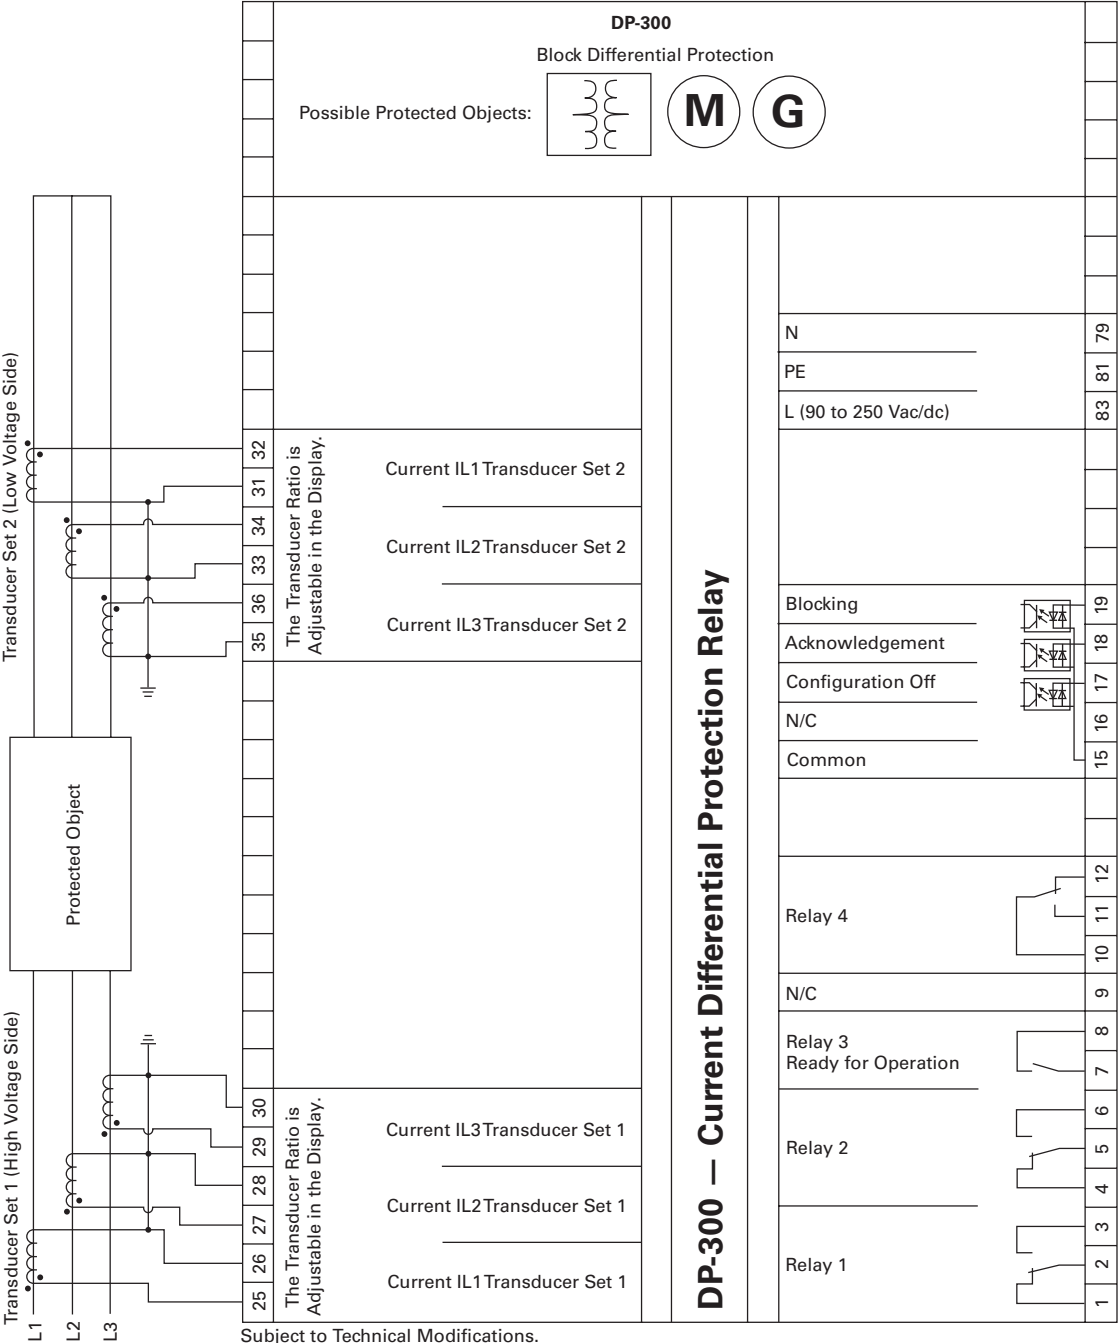 DP-300
Block Differential Protection
Possible Protected Objects:
M
G
Transducer Set 2 (Low Voltage Side)
32
31
34
33
36
35
The Transducer Ratio is
Adjustable in the Display.
Current IL1 Transducer Set 2
Current IL2 Transducer Set 2
Current IL3 Transducer Set 2
Protected Object
Transducer Set 1 (High Voltage Side)
L1
L2
L3
30
29
28
27
26
25
The Transducer Ratio is
Adjustable in the Display.
Current IL3 Transducer Set 1
Current IL2 Transducer Set 1
Current IL1 Transducer Set 1
DP-300 — Current Differential Protection Relay
N
79
PE
81
L (90 to 250 Vac/dc)
83
Blocking
19
Acknowledgement
18
Configuration Off
17
N/C
16
Common
15
Relay 4
12
11
10
N/C
9
Relay 3
Ready for Operation
8
7
Relay 2
6
5
4
Relay 1
3
2
1
Subject to Technical Modifications.